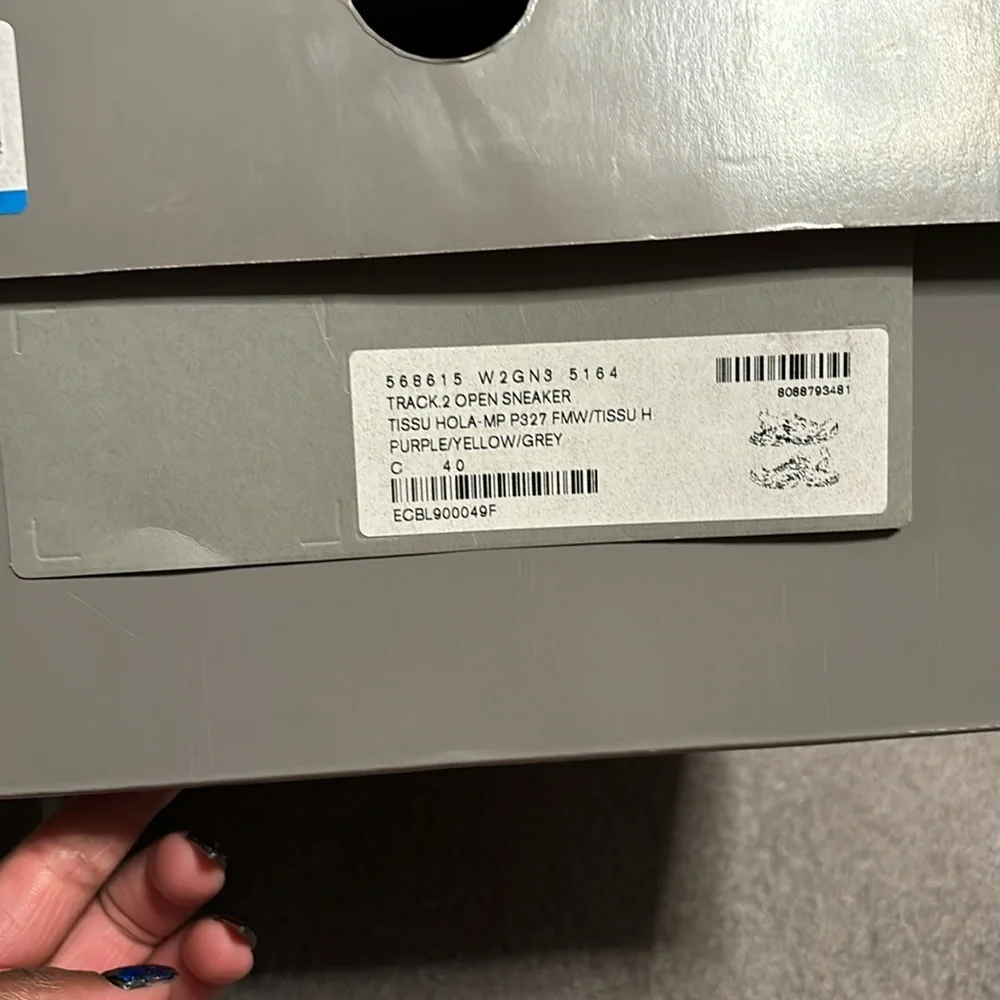 568615 W2GN3 5164
8088793481
TRACK.2 OPEN SNEAKER
TISSU HOLA-MP P327 FMW/TISSU H
PURPLE/YELLOW/GREY
C 40
ECBL900049F